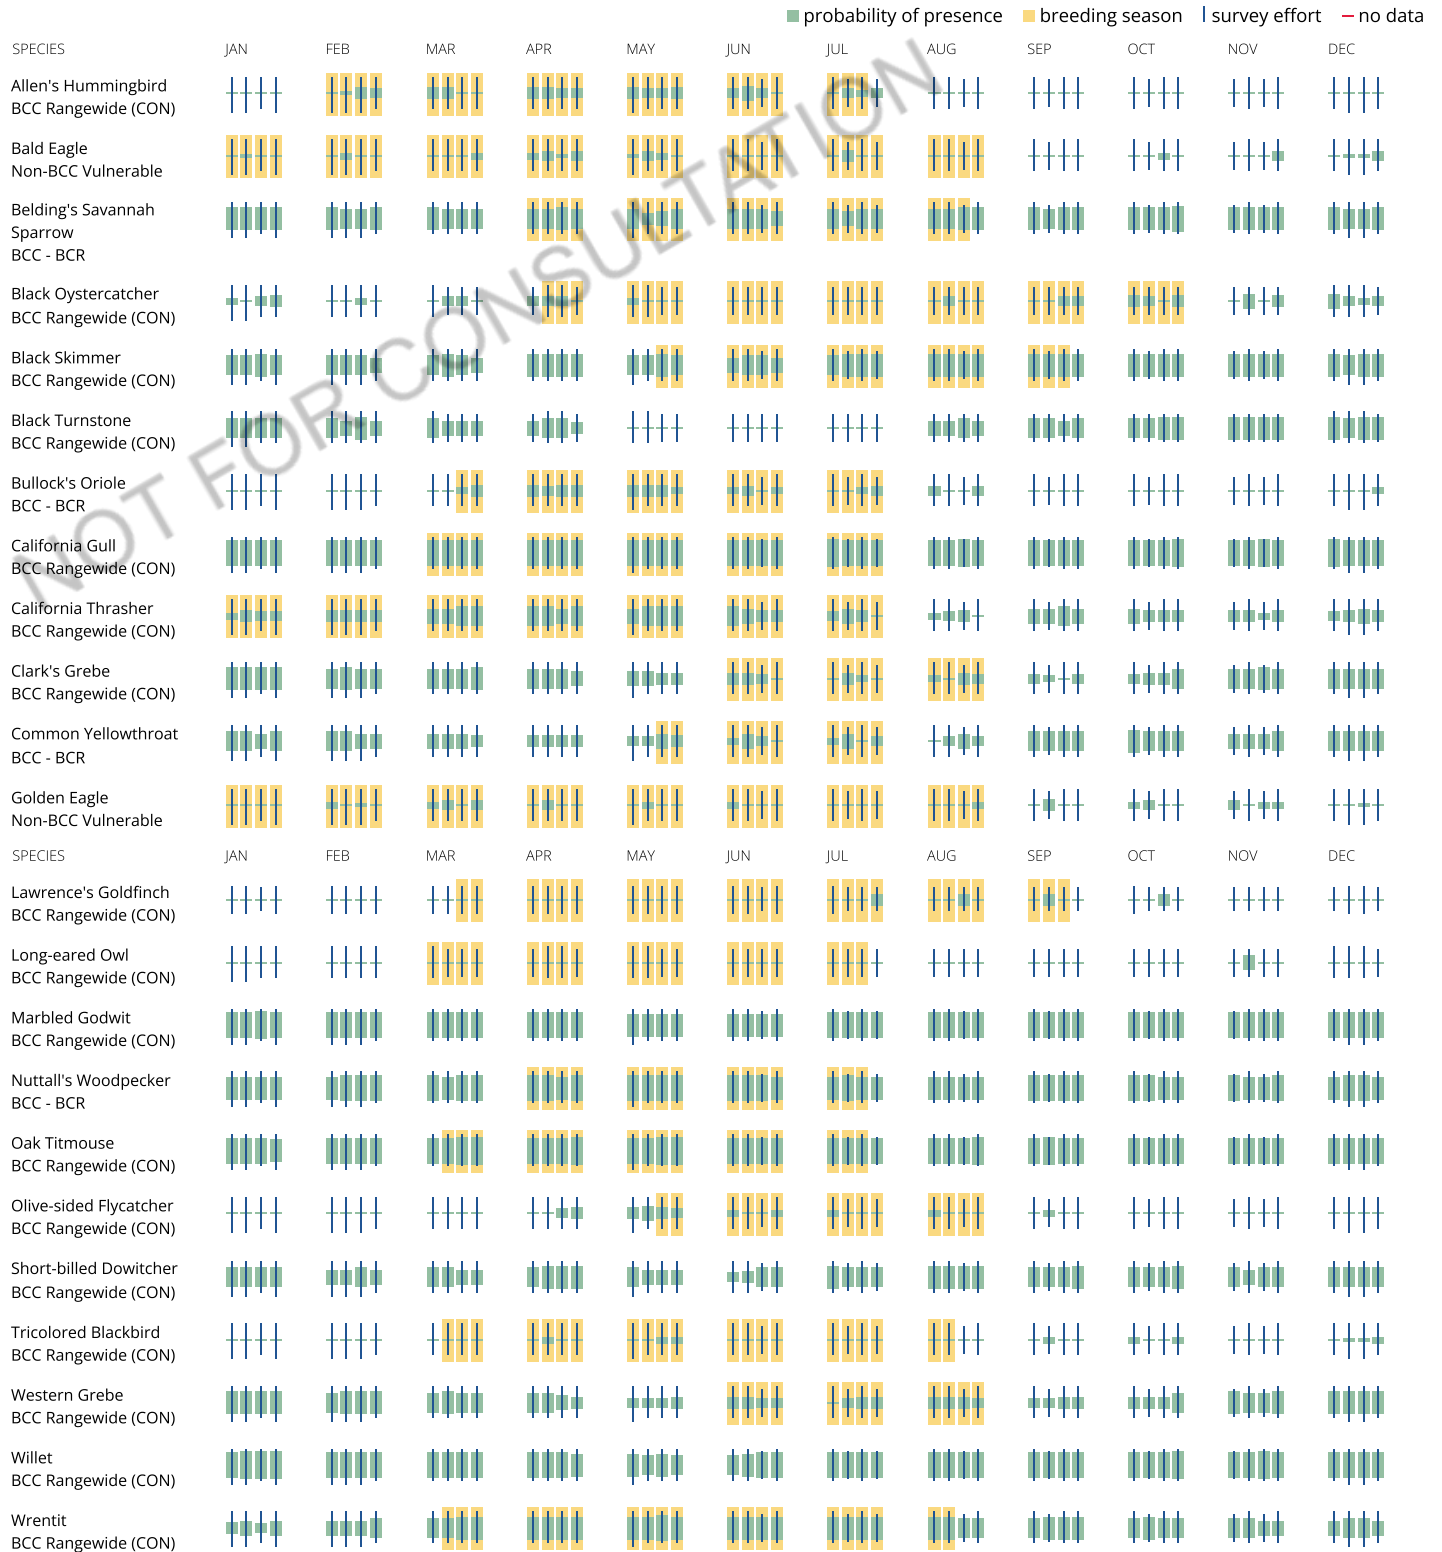 probability of presence breeding season survey effort no data
SPECIES JAN FEB MAR APR MAY JUN JUL AUG SEP OCT NOV DEC
Allen's Hummingbird
BCC Rangewide (CON)
Bald Eagle
Non-BCC Vulnerable
Belding's Savannah
Sparrow
BCC - BCR
Black Oystercatcher
BCC Rangewide (CON)
Black Skimmer
BCC Rangewide (CON)
Black Turnstone
BCC Rangewide (CON)
Bullock's Oriole
BCC - BCR
California Gull
BCC Rangewide (CON)
California Thrasher
BCC Rangewide (CON)
Clark's Grebe
BCC Rangewide (CON)
Common Yellowthroat
BCC - BCR
Golden Eagle
Non-BCC Vulnerable
SPECIES JAN FEB MAR APR MAY JUN JUL AUG SEP OCT NOV DEC
Lawrence's Goldfinch
BCC Rangewide (CON)
Long-eared Owl
BCC Rangewide (CON)
Marbled Godwit
BCC Rangewide (CON)
Nuttall's Woodpecker
BCC - BCR
Oak Titmouse
BCC Rangewide (CON)
Olive-sided Flycatcher
BCC Rangewide (CON)
Short-billed Dowitcher
BCC Rangewide (CON)
Tricolored Blackbird
BCC Rangewide (CON)
Western Grebe
BCC Rangewide (CON)
Willet
BCC Rangewide (CON)
Wrentit
BCC Rangewide (CON)
NOT FOR CONSULTATION